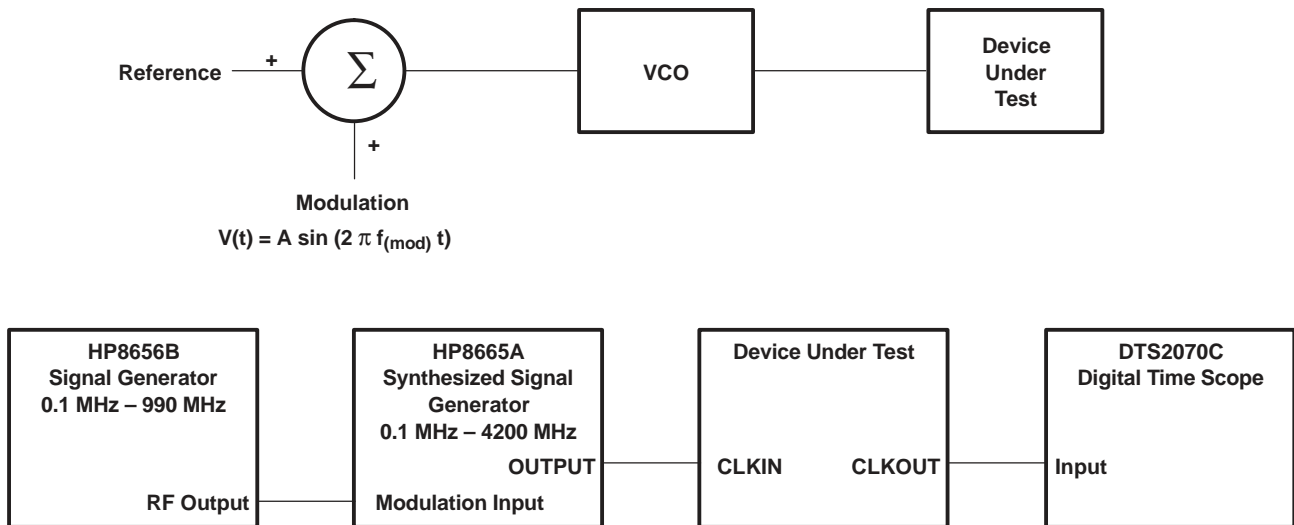 Reference
+
Σ
+
Modulation
V(t) = A sin (2 π f(mod) t)
VCO
Device
Under
Test
HP8656B
Signal Generator
0.1 MHz – 990 MHz
RF Output
HP8665A
Synthesized Signal
Generator
0.1 MHz – 4200 MHz
OUTPUT
Modulation Input
Device Under Test
CLKIN
CLKOUT
DTS2070C
Digital Time Scope
Input